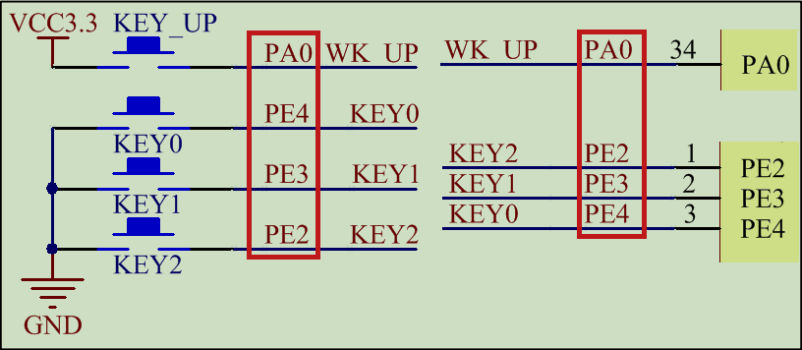 VCC3.3 KEY_UP
PA0 WK_UP
PE4 KEY0
KEY0
PE3 KEY1
KEY1
PE2 KEY2
KEY2
GND
WK_UP PA0 34 PA0
KEY2 PE2 1 PE2
KEY1 PE3 2 PE3
KEY0 PE4 3 PE4